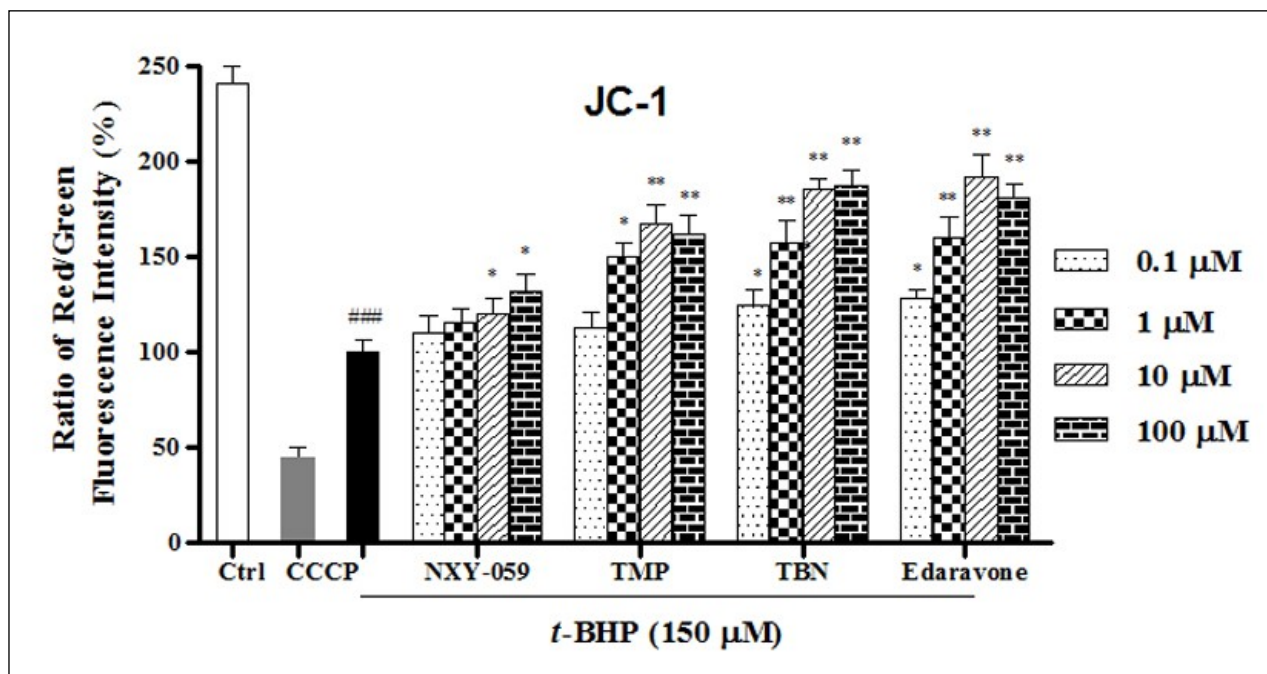 JC-1
Ratio of Red/Green
Fluorescence Intensity (%)
250
200
150
100
50
0
###
* *
* ** **
* ** ** **
* ** ** **
0.1 µM
1 µM
10 µM
100 µM
Ctrl CCCP NXY-059 TMP TBN Edaravone
t-BHP (150 µM)